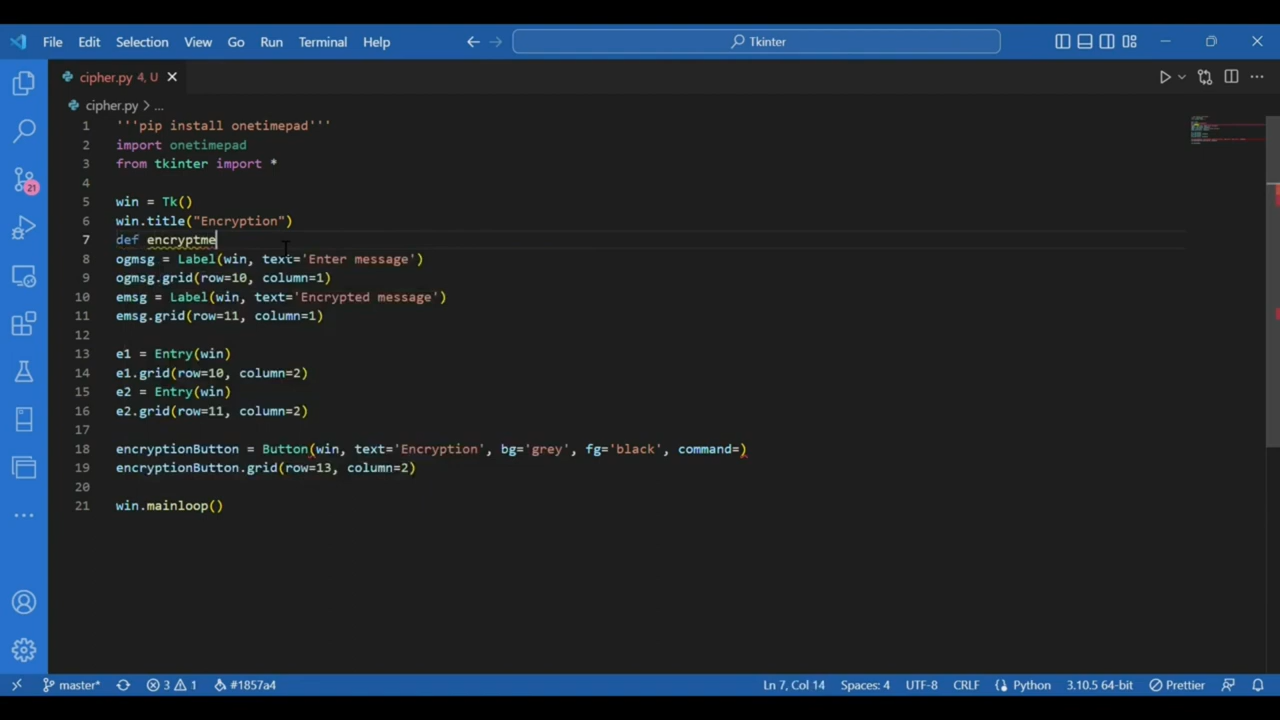 File Edit Selection View Go Run Terminal Help Tkinter
cipher.py 4, U
cipher.py > ...
1 '''pip install onetimepad'''
2 import onetimepad
3 from tkinter import *
4
5 win = Tk()
6 win.title("Encryption")
7 def encryptme
8 ogmsg = Label(win, text='Enter message')
9 ogmsg.grid(row=10, column=1)
10 emsg = Label(win, text='Encrypted message')
11 emsg.grid(row=11, column=1)
12
13 e1 = Entry(win)
14 e1.grid(row=10, column=2)
15 e2 = Entry(win)
16 e2.grid(row=11, column=2)
17
18 encryptionButton = Button(win, text='Encryption', bg='grey', fg='black', command=)
19 encryptionButton.grid(row=13, column=2)
20
21 win.mainloop()
21
master* 3 1 #1857a4 Ln 7, Col 14 Spaces: 4 UTF-8 CRLF Python 3.10.5 64-bit Prettier